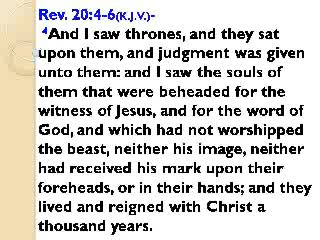 Rev. 20:4-6(K.J.V.)-
4And I saw thrones, and they sat
upon them, and judgment was given
unto them: and I saw the souls of
them that were beheaded for the
witness of Jesus, and for the word of
God, and which had not worshipped
the beast, neither his image, neither
had received his mark upon their
foreheads, or in their hands; and they
lived and reigned with Christ a
thousand years.